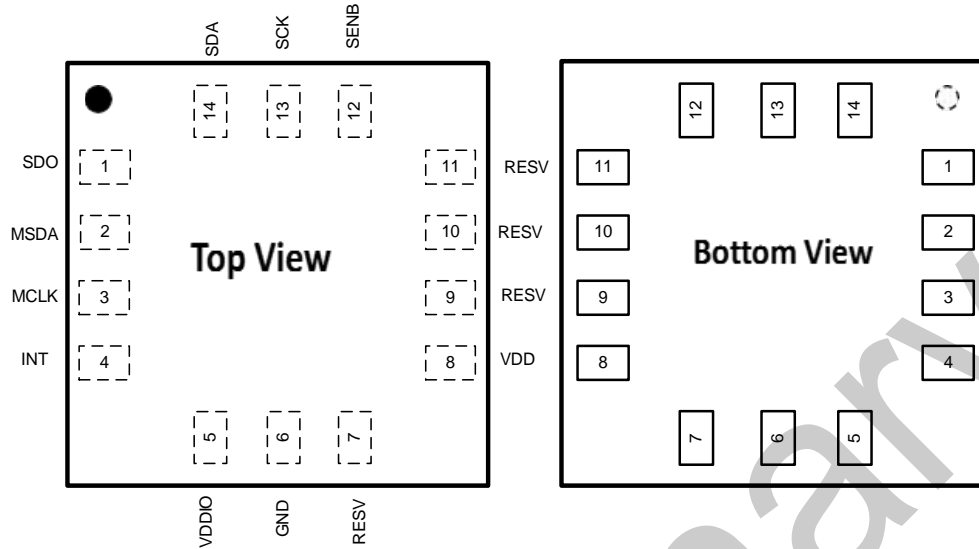 SDA SCK SENB
14 13 12 12 13 14
SDO 1 11 RESV 11 1
MSDA 2 10 RESV 10 2
Top View Bottom View
MCLK 3 9 RESV 9 3
INT 4 8 VDD 8 4
5 6 7 7 6 5
VDDIO GND RESV